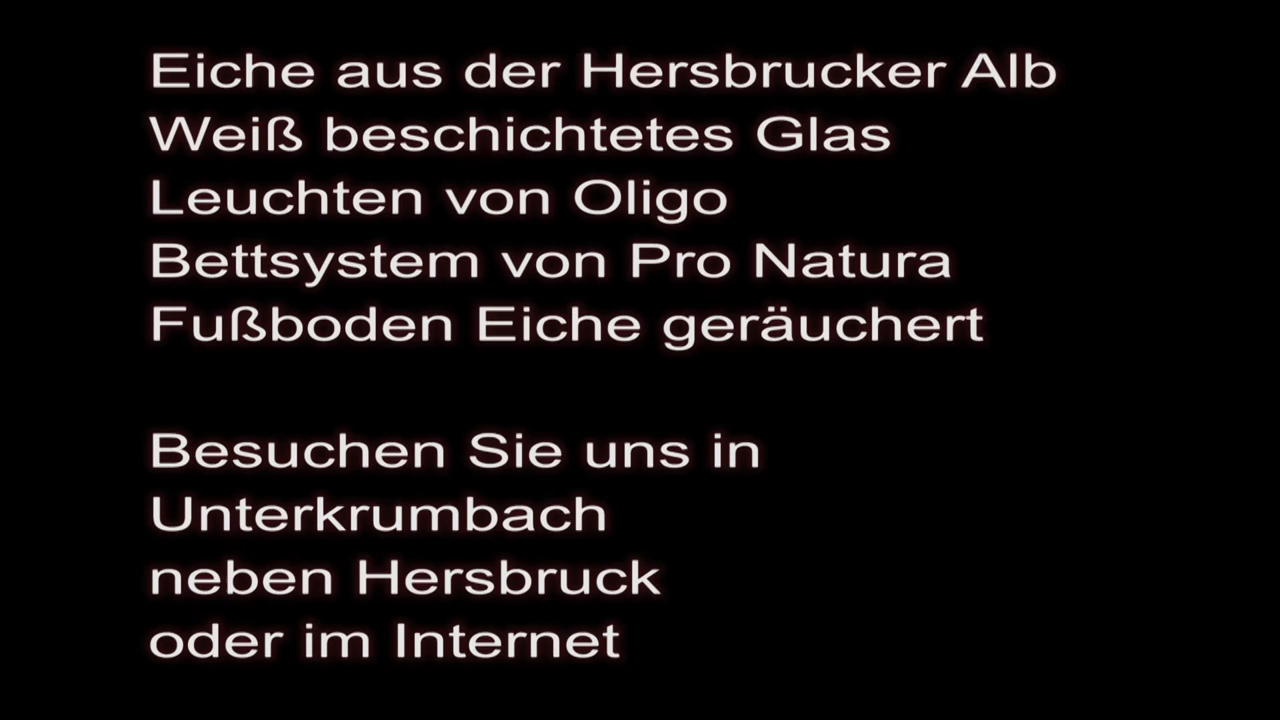 Eiche aus der Hersbrucker Alb
Weiß beschichtetes Glas
Leuchten von Oligo
Bettsystem von Pro Natura
Fußboden Eiche geräuchert
Besuchen Sie uns in
Unterkrumbach
neben Hersbruck
oder im Internet